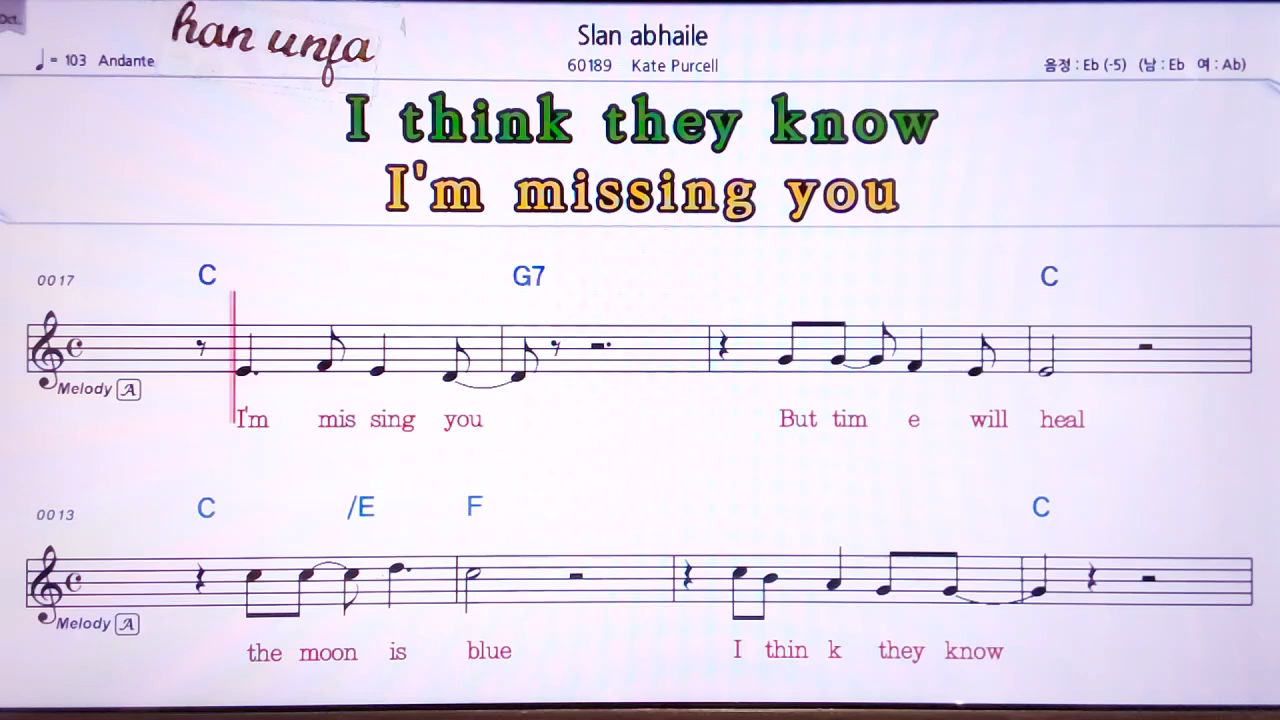 Oct.
han unfa
Slan abhaile
♩ = 103 Andante
60189 Kate Purcell
음정 : Eb (-5) (남 : Eb 여 : Ab)
I think they know
I'm missing you
0017
C G7 C
Melody A
I'm mis sing you But tim e will heal
0013
C /E F C
Melody A
the moon is blue I thin k they know